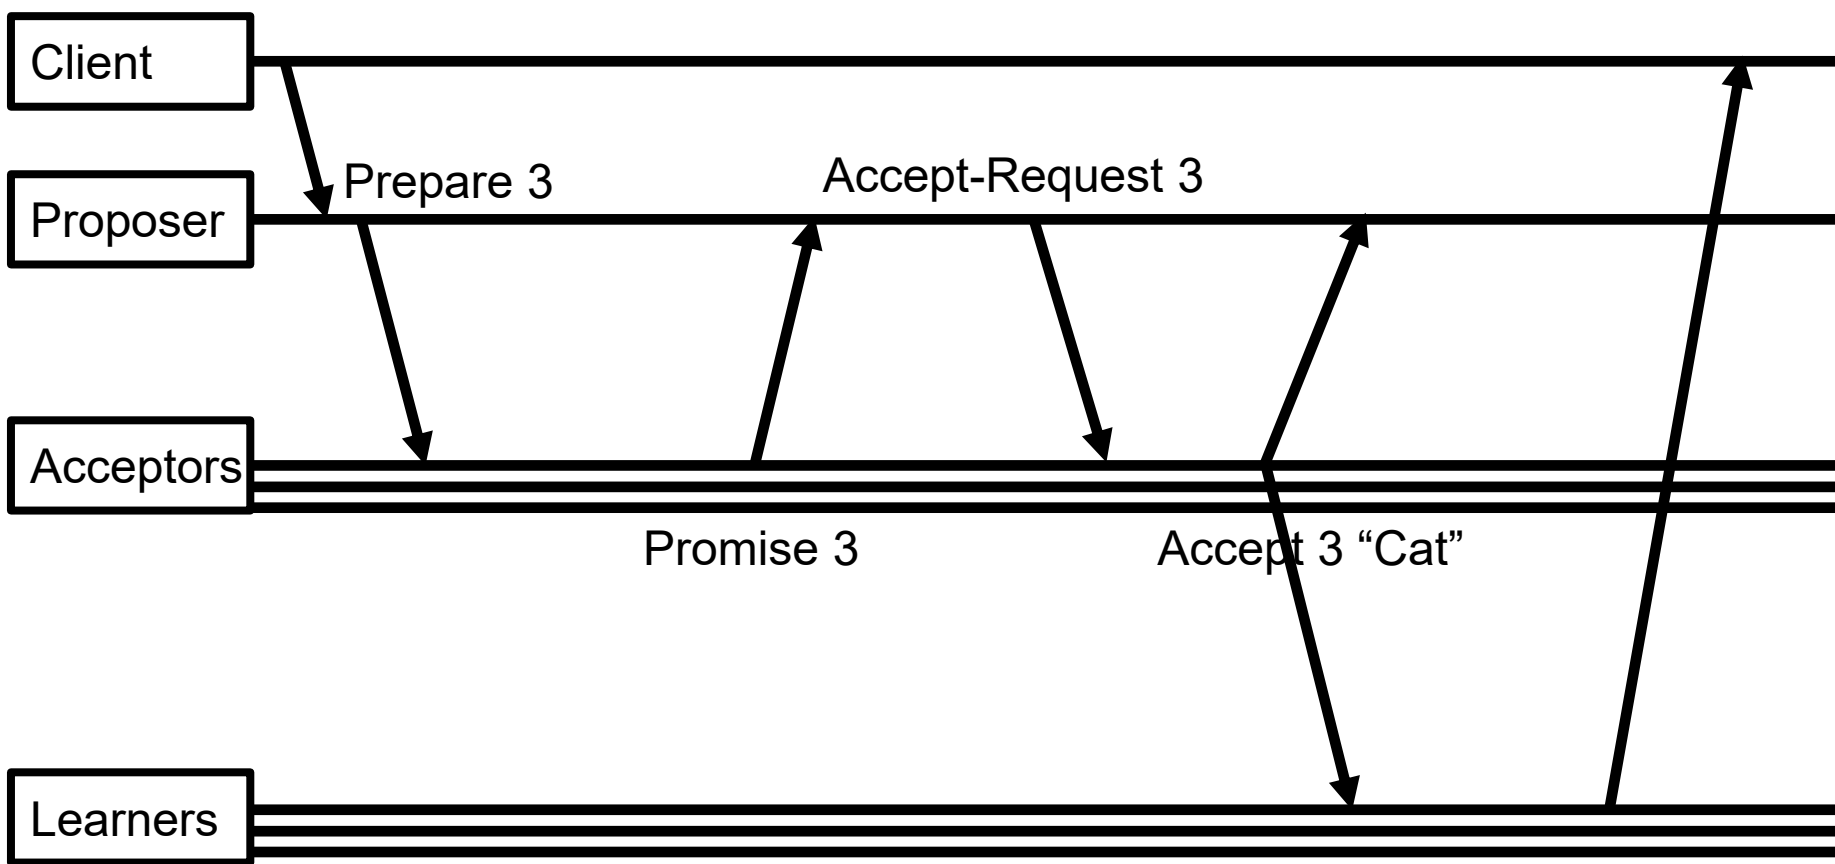 Client
Prepare 3
Accept-Request 3
Proposer
Acceptors
Promise 3
Accept 3 “Cat”
Learners